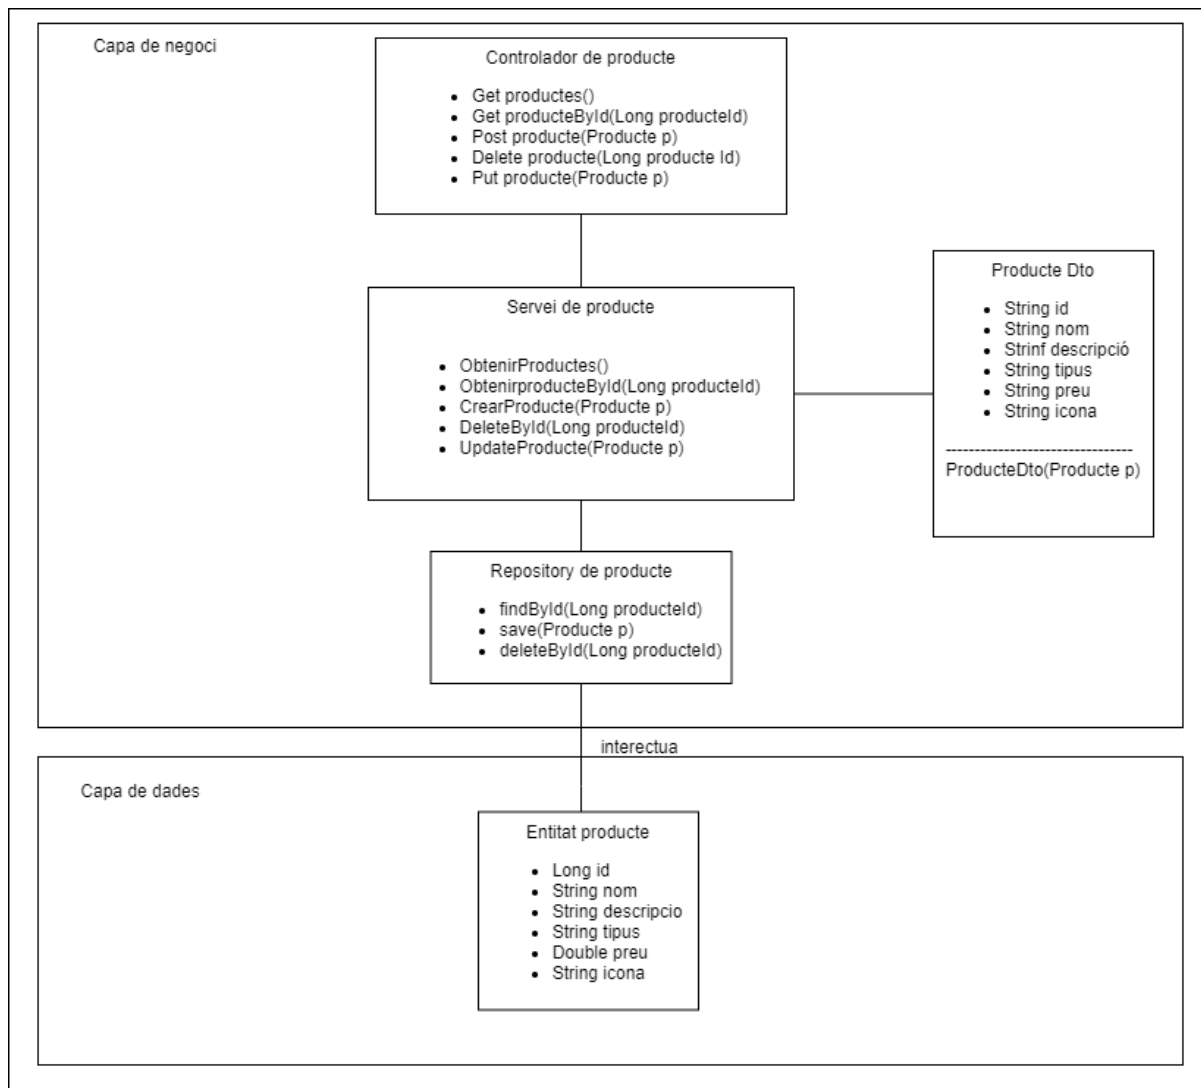 Capa de negoci
Controlador de producte
• Get productes()
• Get producteById(Long producteId)
• Post producte(Producte p)
• Delete producte(Long producte Id)
• Put producte(Producte p)
Servei de producte
• ObtenirProductes()
• ObtenirproducteById(Long producteId)
• CrearProducte(Producte p)
• DeleteById(Long producteId)
• UpdateProducte(Producte p)
Producte Dto
• String id
• String nom
• Strinf descripció
• String tipus
• String preu
• String icona
---------------------------------
ProducteDto(Producte p)
Repository de producte
• findById(Long producteId)
• save(Producte p)
• deleteById(Long producteId)
interectua
Capa de dades
Entitat producte
• Long id
• String nom
• String descripcio
• String tipus
• Double preu
• String icona